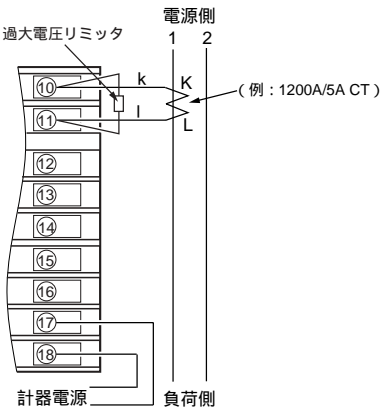 電源側
過大電圧リミッタ
1 2
k K
(例：1200A/5A CT)
⑩
l L
⑪
⑫
⑬
⑭
⑮
⑯
⑰
⑱
計器電源 負荷側